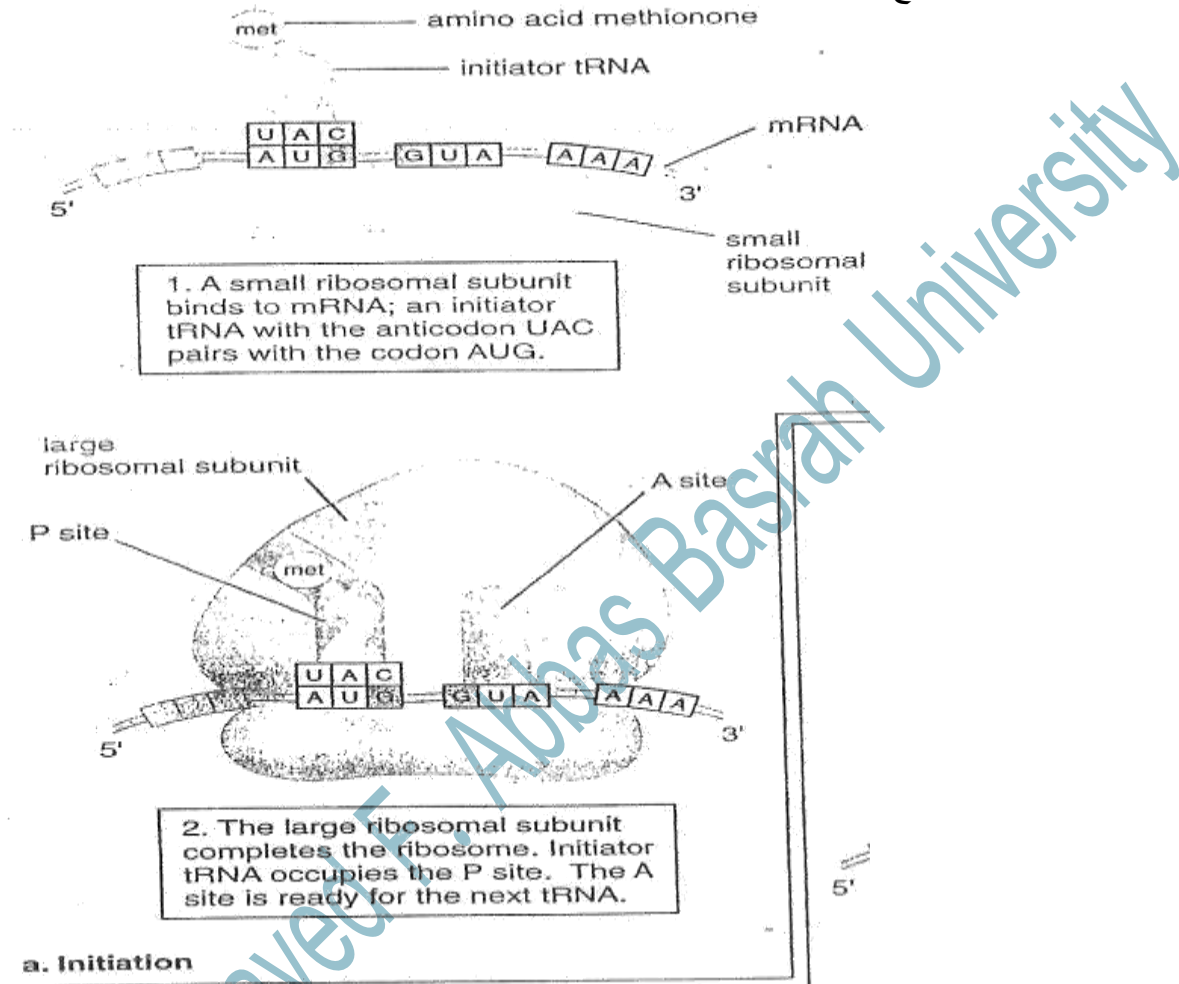 met
amino acid methionone
initiator tRNA
U A C
A U G G U A A A A
mRNA
5'
3'
small
ribosomal
subunit
1. A small ribosomal subunit
binds to mRNA; an initiator
tRNA with the anticodon UAC
pairs with the codon AUG.
large
ribosomal subunit
A site
P site
met
U A C
A U G G U A A A A
5'
3'
2. The large ribosomal subunit
completes the ribosome. Initiator
tRNA occupies the P site. The A
site is ready for the next tRNA.
5'
a. Initiation
F. Abbas Basrah University